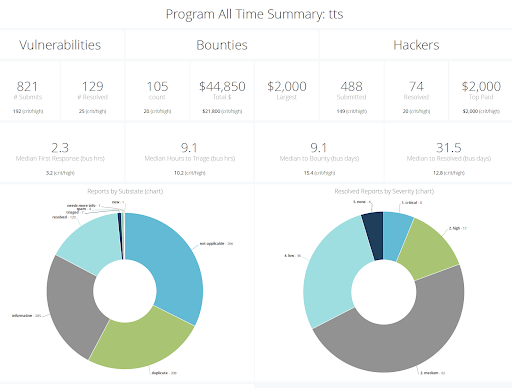 Program All Time Summary: tts
Vulnerabilities
Bounties
Hackers
821
# Submits
192 (crit/high)
129
# Resolved
25 (crit/high)
105
count
20 (crit/high)
$44,850
Total $
$21,800 (crit/high)
$2,000
Largest
488
Submitted
149 (crit/high)
74
Resolved
20 (crit/high)
$2,000
Top Paid
$2,000 (crit/high)
2.3
Median First Response (bus hrs)
3.2 (crit/high)
9.1
Median Hours to Triage (bus hrs)
10.2 (crit/high)
9.1
Median to Bounty (bus days)
15.4 (crit/high)
31.5
Median to Resolved (bus days)
12.8 (crit/high)
Reports by Substate (chart)
new
needs more info
spam
triaged
resolved
not-applicable
informative
duplicate
Resolved Reports by Severity (chart)
1. critical
2. high
3. medium
4. low
5. none